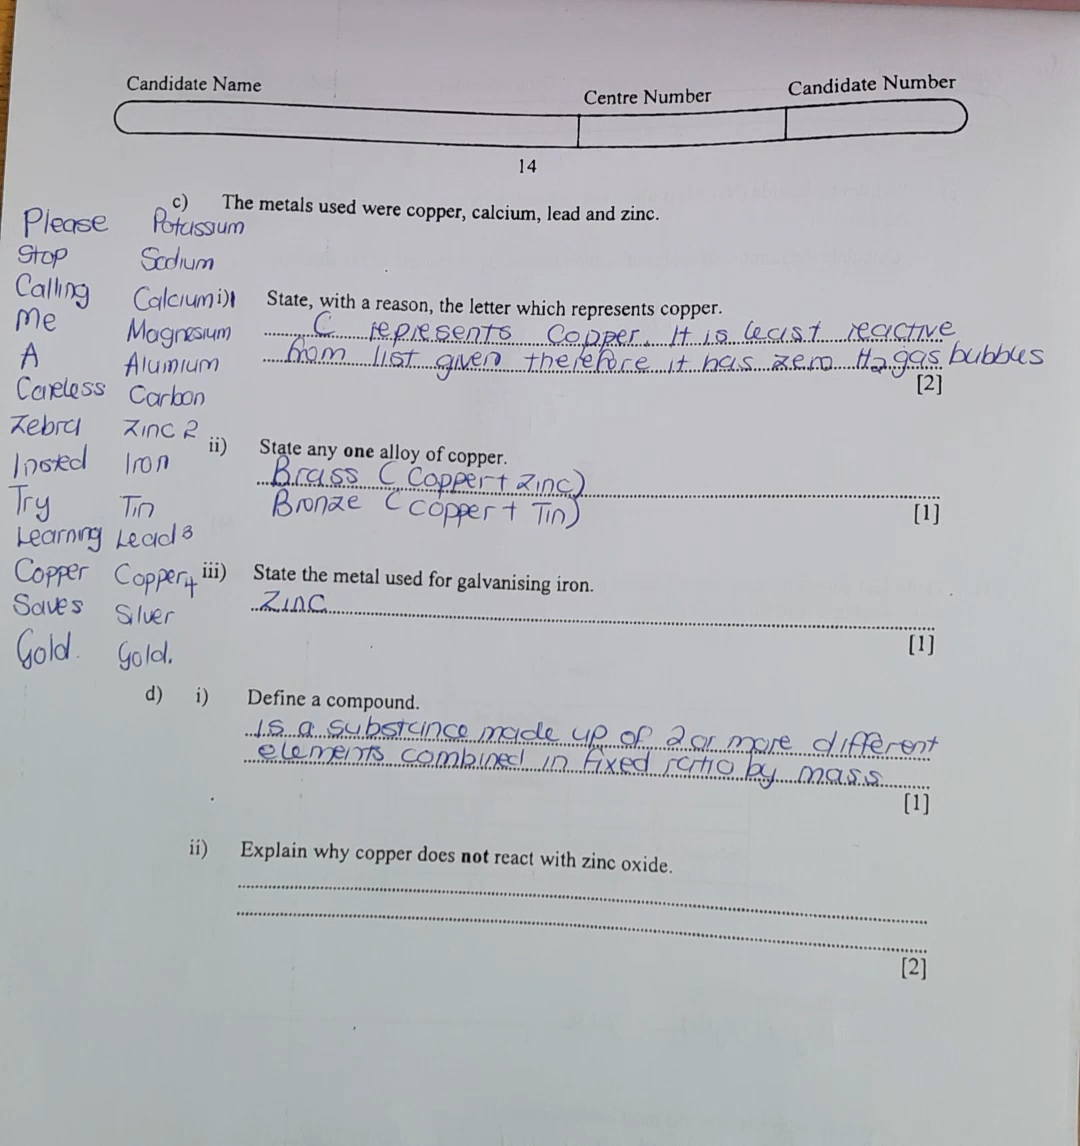 Candidate Name
Centre Number
Candidate Number
14
c) The metals used were copper, calcium, lead and zinc.
Please Potassium
Stop Sodium
Calling Calcium 1
Me Magnesium
A Alumium
Careless Carbon
Zebra Zinc 2
Insted Iron
Try Tin
Learning Lead 3
Copper Copper 4
Saves Silver
Gold. Gold.
i) State, with a reason, the letter which represents copper.
C represents Copper. It is least reactive
from list given therefore it has zero H2 gas bubbles
[2]
ii) State any one alloy of copper.
Brass (Copper + Zinc)
Bronze (copper + Tin)
[1]
iii) State the metal used for galvanising iron.
Zinc
[1]
d) i) Define a compound.
is a substance made up of 2 or more different
elements combined in fixed ratio by mass
[1]
ii) Explain why copper does not react with zinc oxide.
[2]